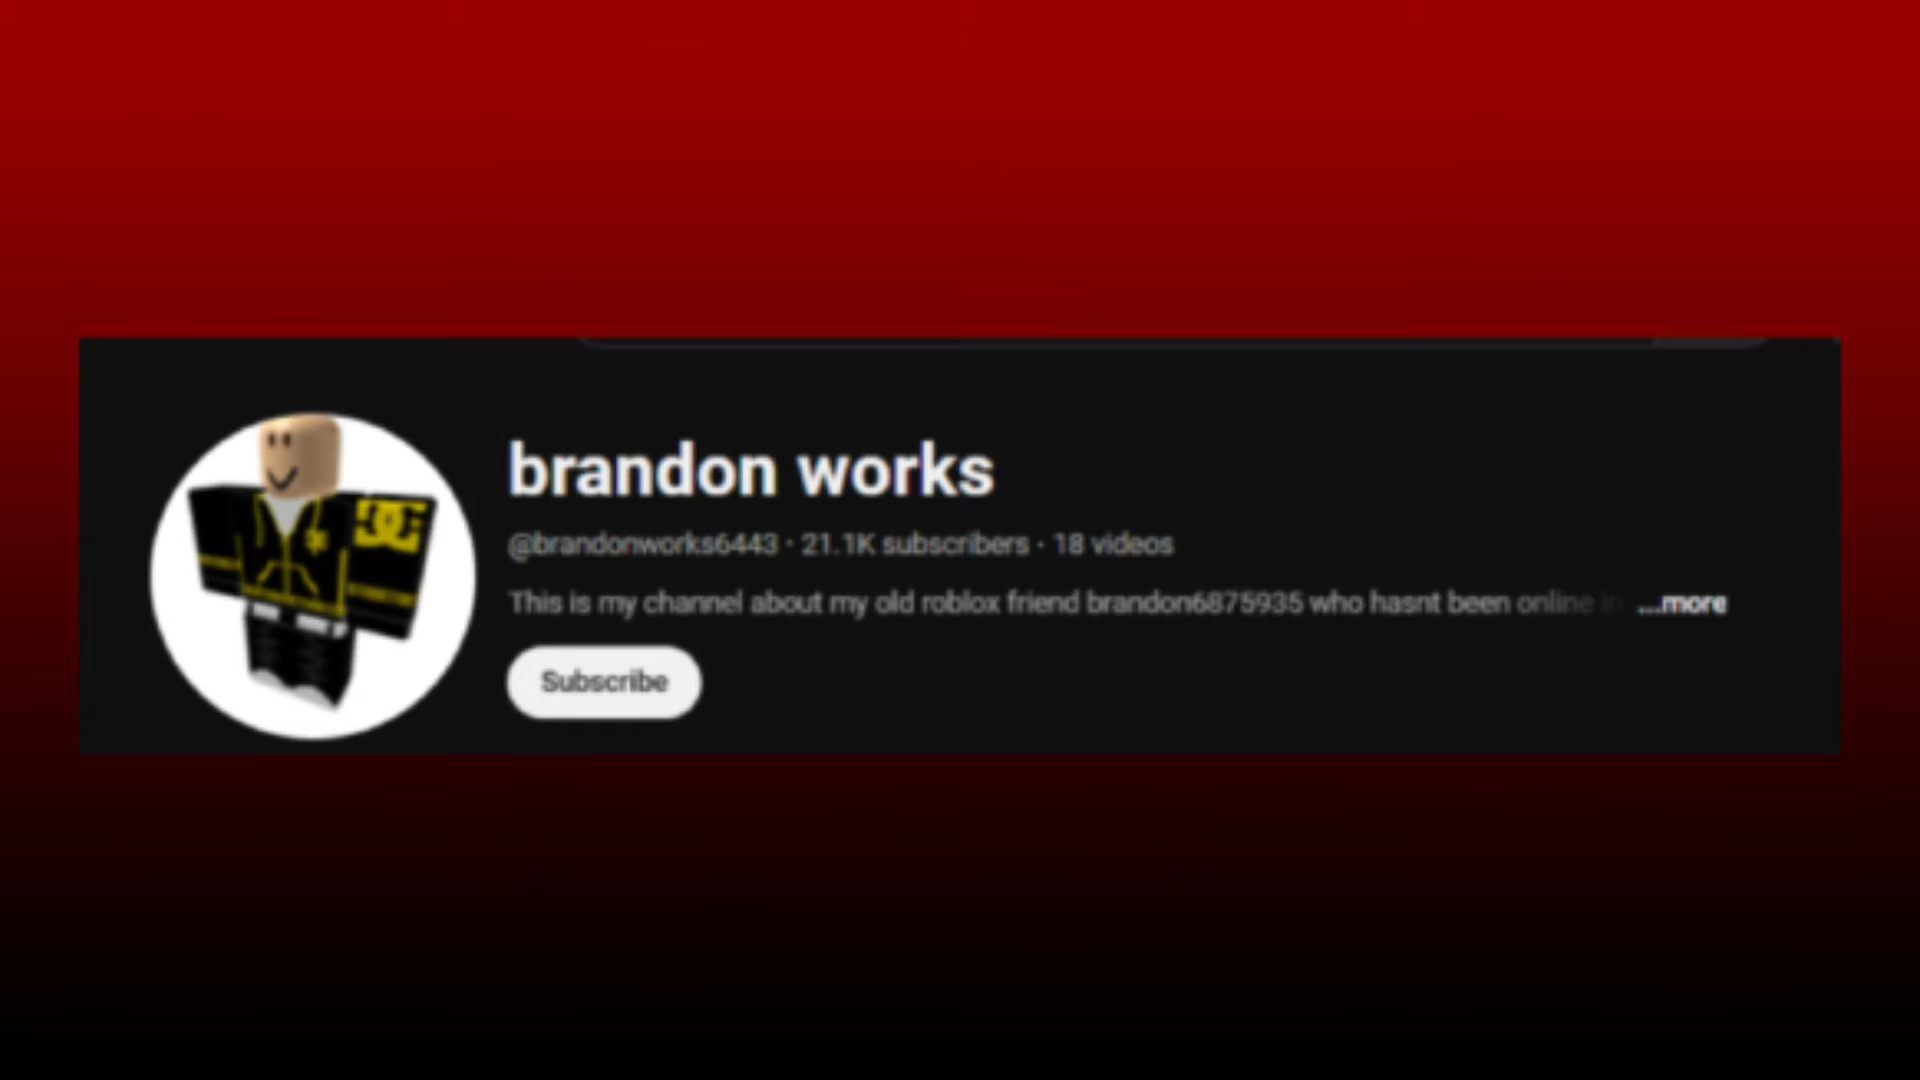 brandon works
@brandonworks6443 · 21.1K subscribers · 18 videos
This is my channel about my old roblox friend brandon6875935 who hasnt been online in ...more
Subscribe